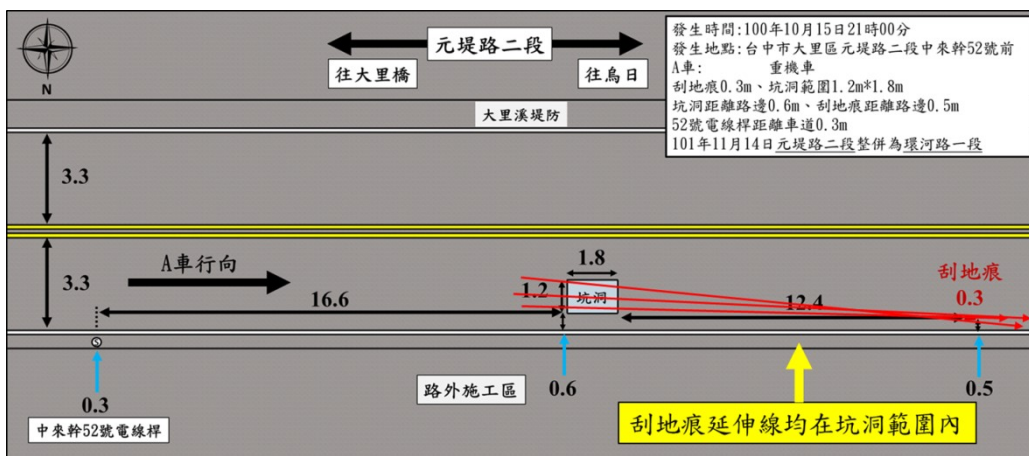 元堤路二段
往大里橋
往烏日
N
發生時間:100年10月15日21時00分
發生地點:台中市大里區元堤路二段中來幹52號前
A車: 重機車
刮地痕0.3m、坑洞範圍1.2m*1.8m
坑洞距離路邊0.6m、刮地痕距離路邊0.5m
52號電線桿距離車道0.3m
101年11月14日元堤路二段整併為環河路一段
大里溪堤防
3.3
3.3
A車行向
16.6
1.8
1.2
坑洞
12.4
刮地痕
0.3
S
0.3
中來幹52號電線桿
路外施工區
0.6
0.5
刮地痕延伸線均在坑洞範圍內